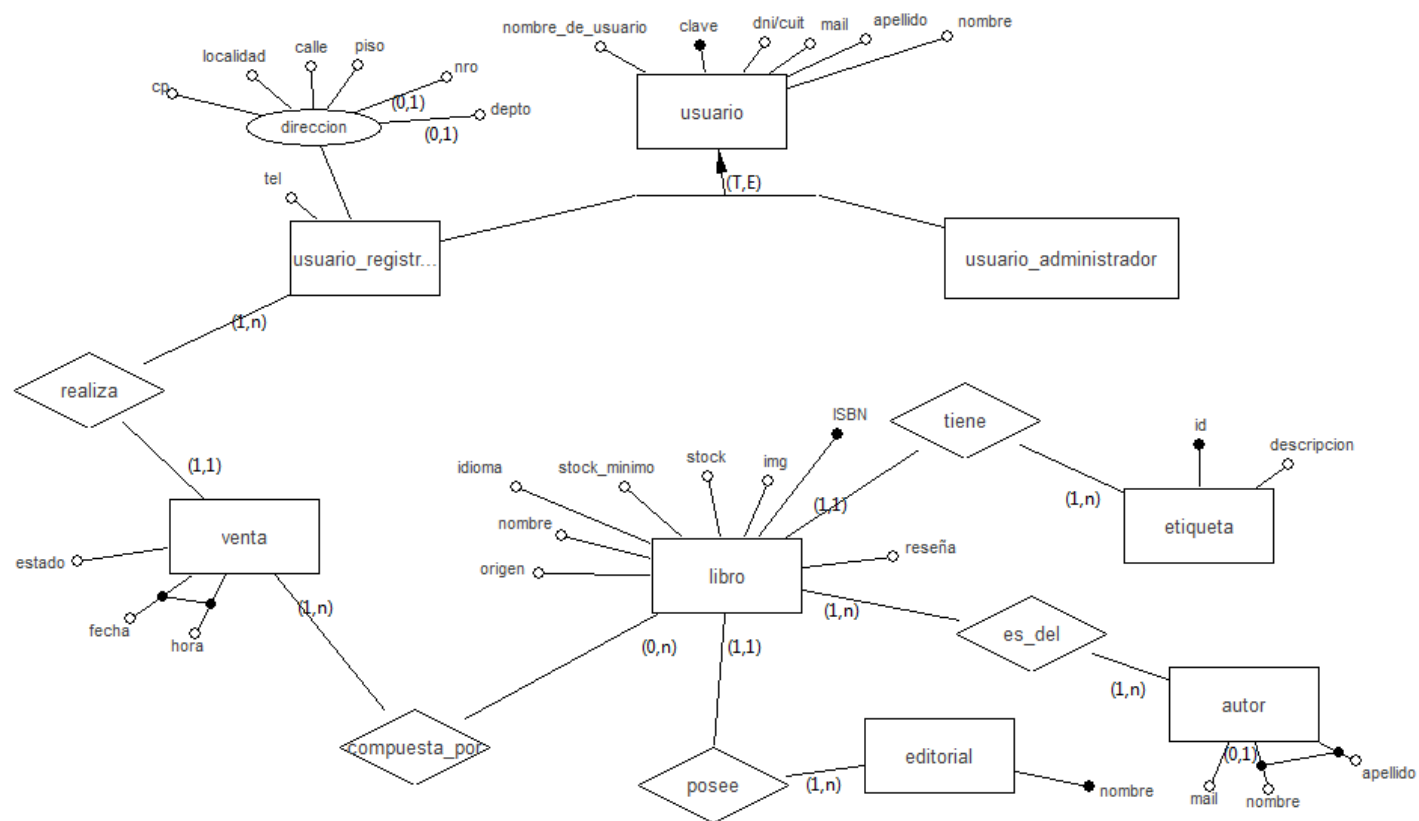 nombre_de_usuario
clave
dni/cuit
mail
apellido
nombre
localidad
calle
piso
nro
cp
depto
(0,1)
(0,1)
direccion
usuario
(T,E)
tel
usuario_registr...
usuario_administrador
(1,n)
realiza
(1,1)
ISBN
tiene
id
descripcion
idioma
stock_minimo
stock
img
(1,1)
(1,n)
etiqueta
nombre
origen
reseña
libro
venta
estado
fecha
hora
(1,n)
(0,n)
(1,1)
(1,n)
es_del
(1,n)
autor
(0,1)
mail
nombre
apellido
compuesta_por
posee
(1,n)
editorial
nombre